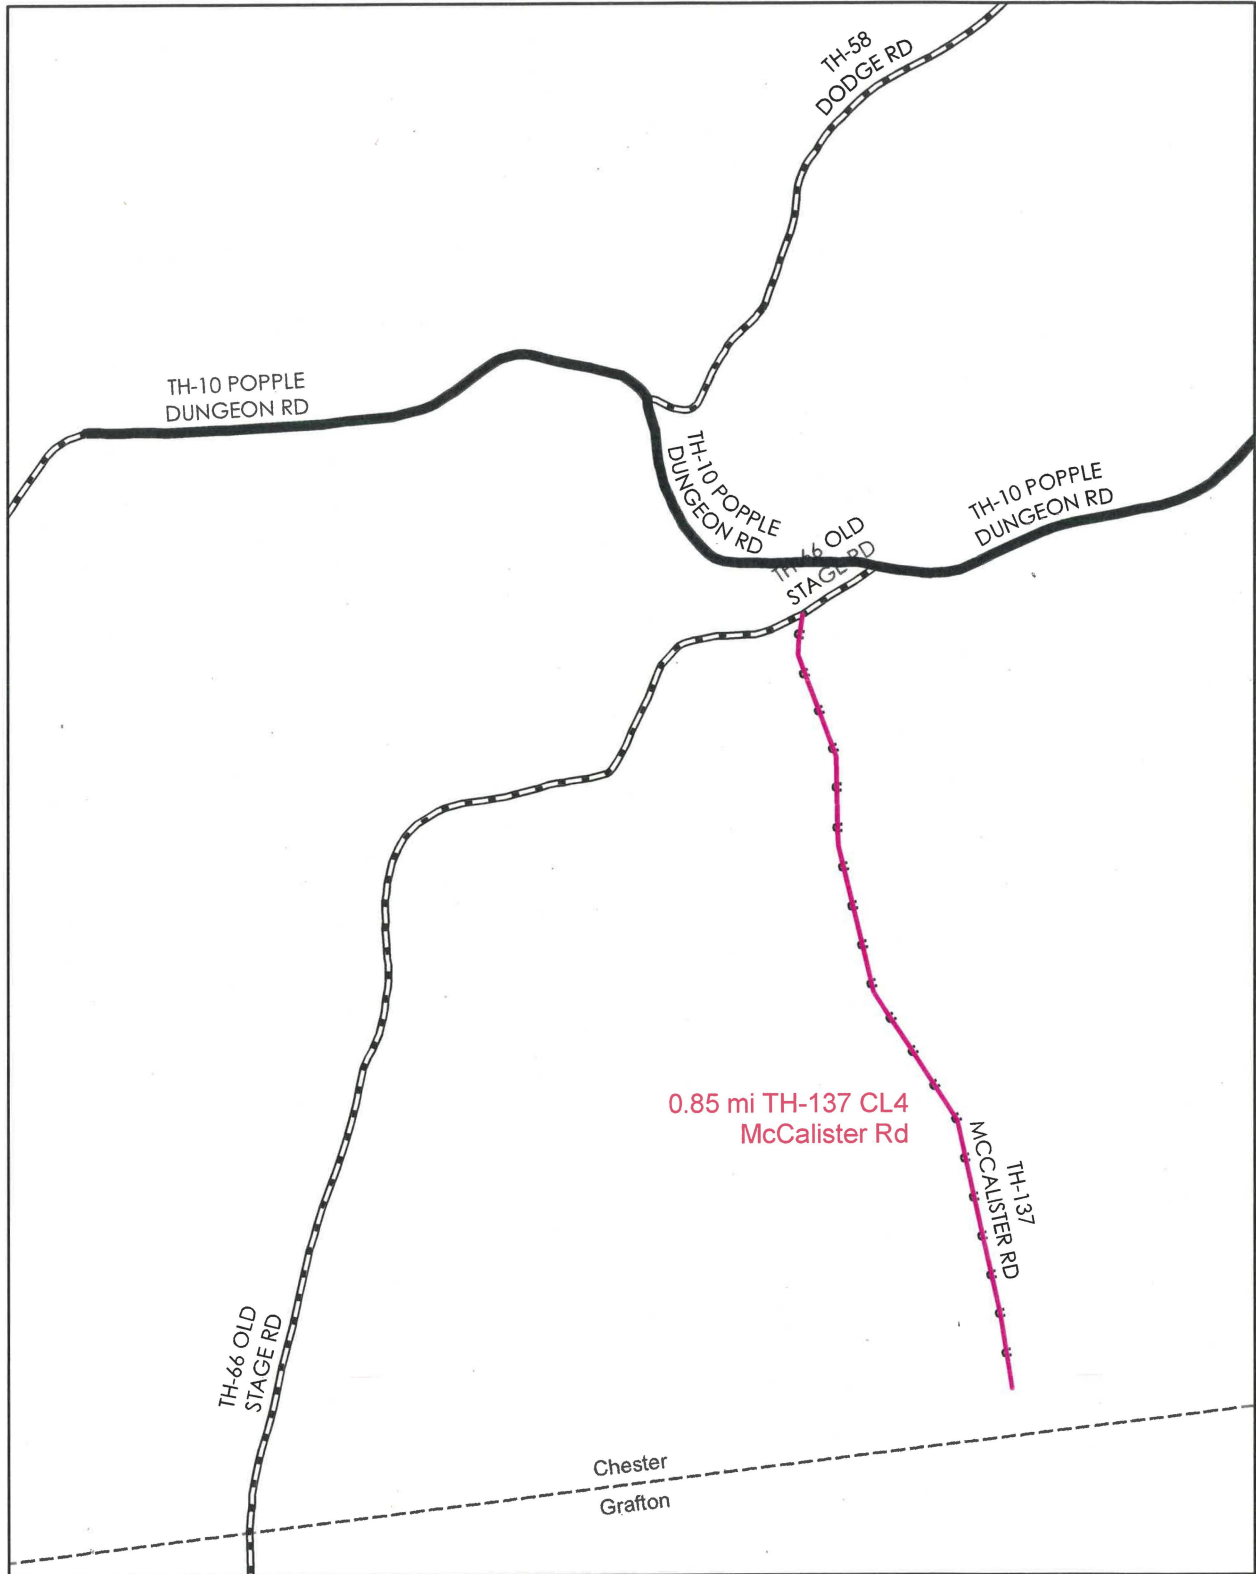 TH-58
DODGE RD
TH-10 POPPLE
DUNGEON RD
TH-10 POPPLE
DUNGEON RD
TH-10 POPPLE
DUNGEON RD
TH-66 OLD
STAGE RD
0.85 mi TH-137 CL4
McCalister Rd
TH-137
MCCALISTER RD
TH-66 OLD
STAGE RD
Chester
Grafton